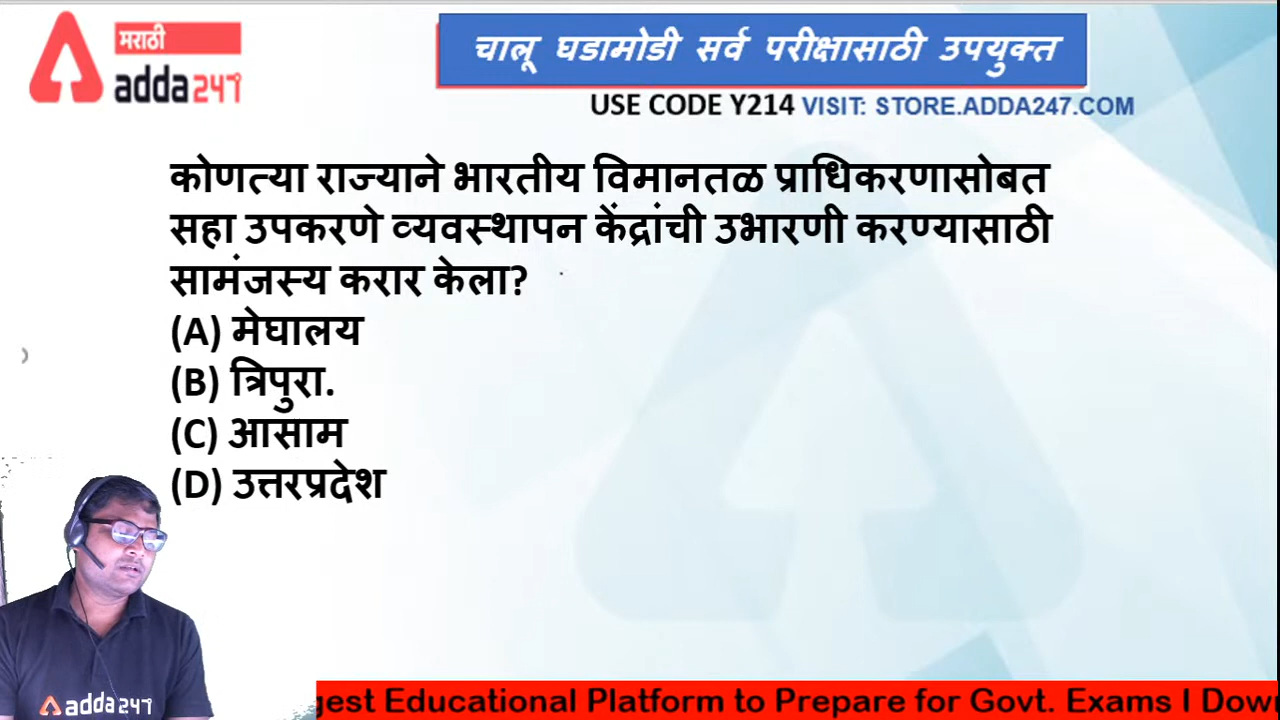 मराठी
adda247
चालू घडामोडी सर्व परीक्षासाठी उपयुक्त
USE CODE Y214 VISIT: STORE.ADDA247.COM
कोणत्या राज्याने भारतीय विमानतळ प्राधिकरणासोबत
सहा उपकरणे व्यवस्थापन केंद्रांची उभारणी करण्यासाठी
सामंजस्य करार केला?
(A) मेघालय
(B) त्रिपुरा.
(C) आसाम
(D) उत्तरप्रदेश
adda247
Educational Platform to Prepare for Govt. Exams I